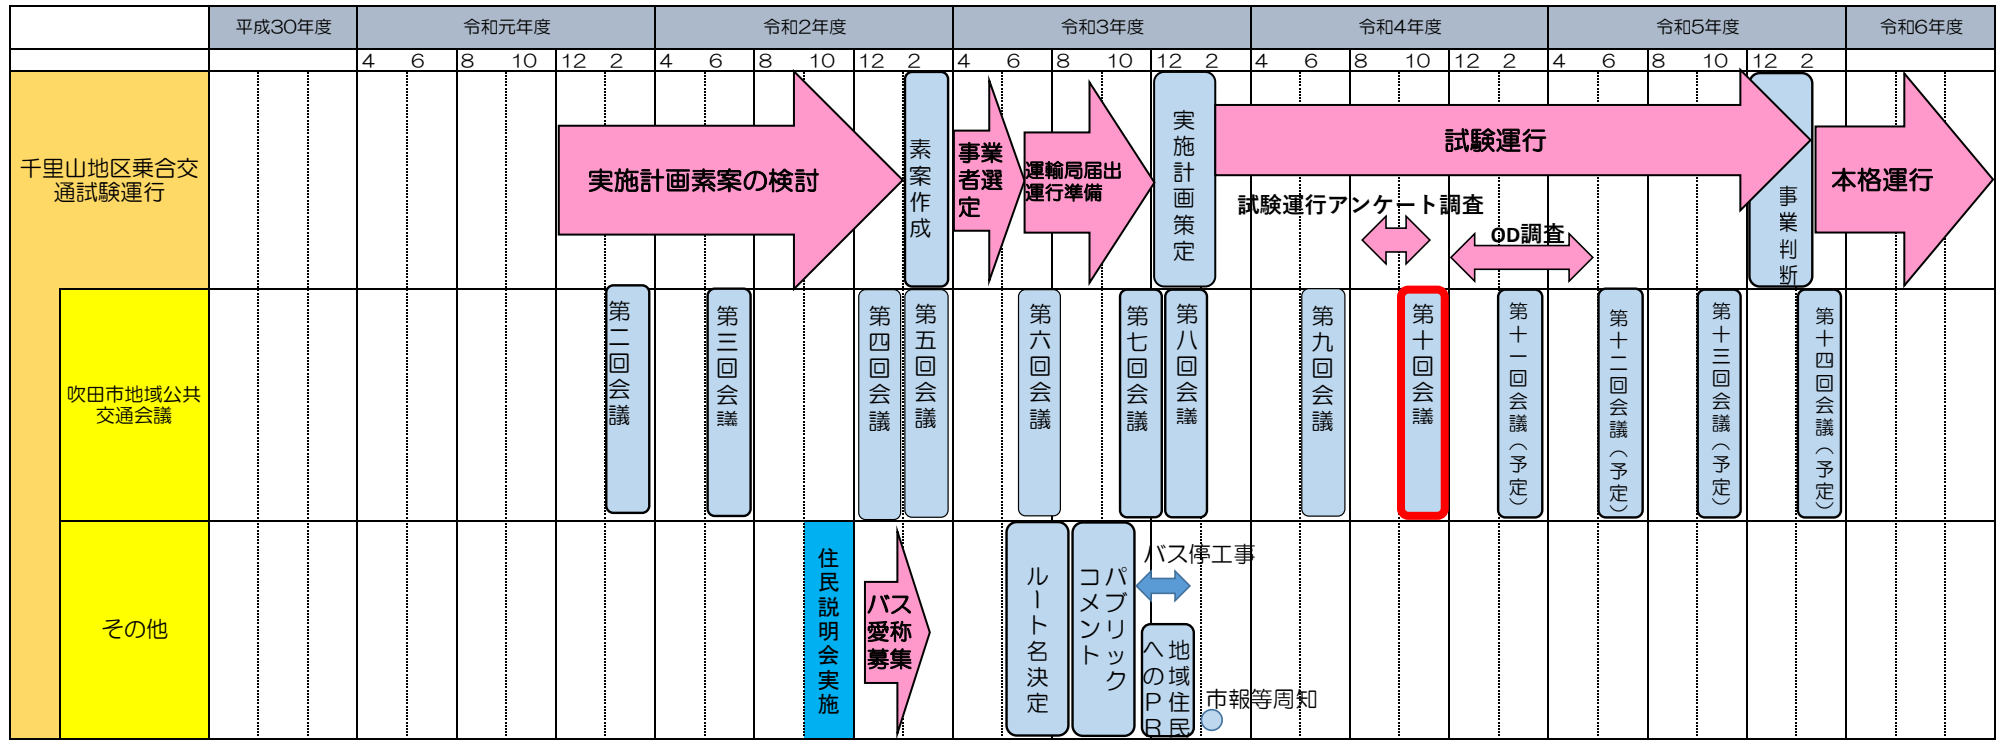 平成30年度
令和元年度
令和2年度
令和3年度
令和4年度
令和5年度
令和6年度
4 6 8 10 12 2 4 6 8 10 12 2 4 6 8 10 12 2 4 6 8 10 12 2 4 6 8 10 12 2
千里山地区乗合交
通試験運行
実施計画素案の検討
素案作成
事業
者選
定
運輸局届出
運行準備
実施計画策定
試験運行
試験運行アンケート調査
OD調査
事業判断
本格運行
吹田市地域公共
交通会議
第二回会議
第三回会議
第四回会議
第五回会議
第六回会議
第七回会議
第八回会議
第九回会議
第十回会議
第十一回会議（予定）
第十二回会議（予定）
第十三回会議（予定）
第十四回会議（予定）
その他
住民説明会実施
バス
愛称
募集
ルート名決定
パブリック
コメント
バス停工事
地域住民
へのPR
市報等周知